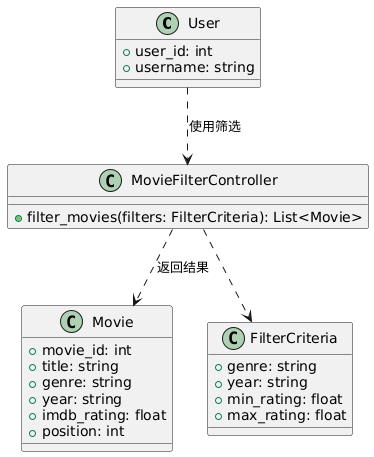 C User
user_id: int
username: string
使用筛选
C MovieFilterController
filter_movies(filters: FilterCriteria): List<Movie>
返回结果
C Movie
movie_id: int
title: string
genre: string
year: string
imdb_rating: float
position: int
C FilterCriteria
genre: string
year: string
min_rating: float
max_rating: float